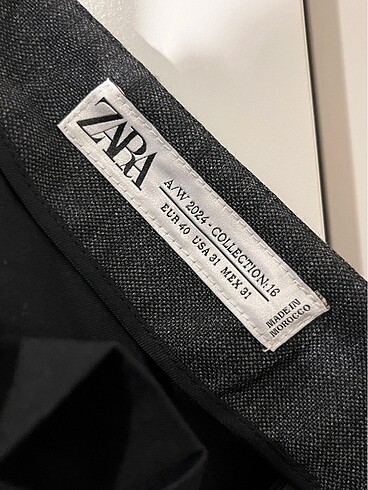 ZARA
A/W 2024 - COLLECTION:16
EUR 40 USA 31 MEX 31
MADE IN
MOROCCO